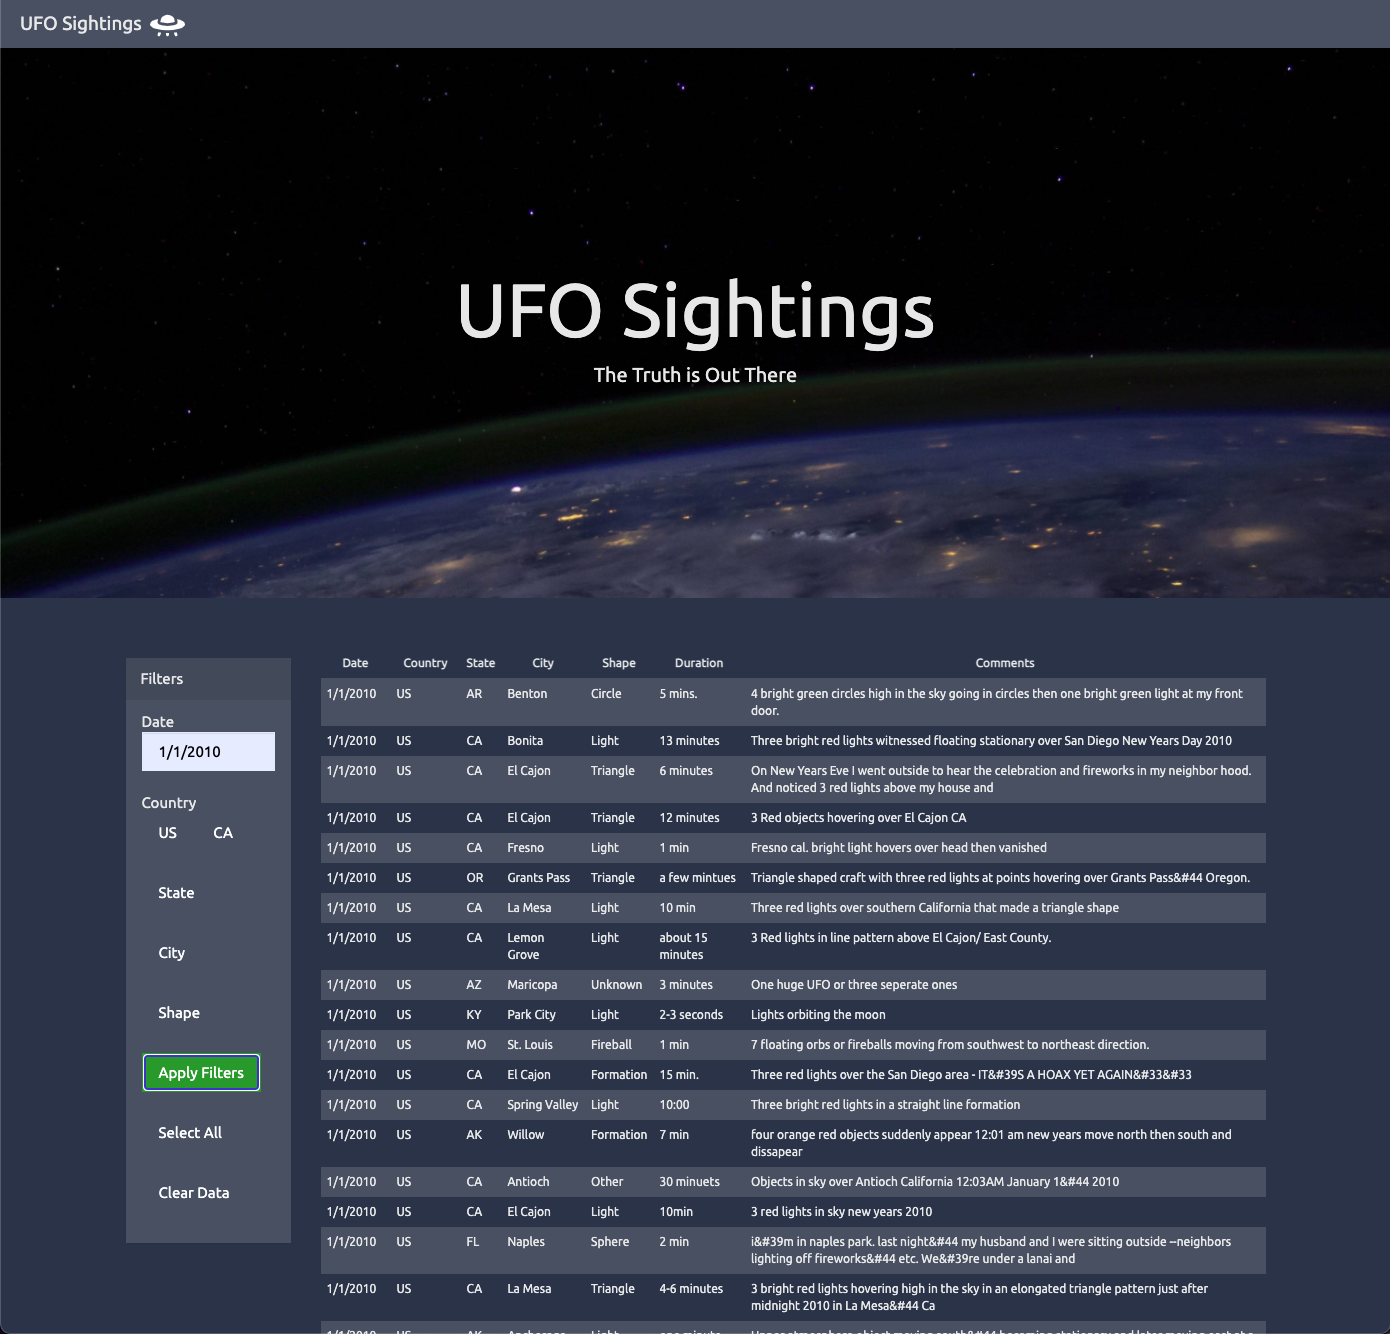 UFO Sightings
UFO Sightings
The Truth is Out There
Filters
Date
1/1/2010
Country
US CA
State
City
Shape
Apply Filters
Select All
Clear Data
Date Country State City Shape Duration Comments
1/1/2010 US AR Benton Circle 5 mins. 4 bright green circles high in the sky going in circles then one bright green light at my front
door.
1/1/2010 US CA Bonita Light 13 minutes Three bright red lights witnessed floating stationary over San Diego New Years Day 2010
1/1/2010 US CA El Cajon Triangle 6 minutes On New Years Eve I went outside to hear the celebration and fireworks in my neighbor hood.
And noticed 3 red lights above my house and
1/1/2010 US CA El Cajon Triangle 12 minutes 3 Red objects hovering over El Cajon CA
1/1/2010 US CA Fresno Light 1 min Fresno cal. bright light hovers over head then vanished
1/1/2010 US OR Grants Pass Triangle a few mintues Triangle shaped craft with three red lights at points hovering over Grants Pass&#44 Oregon.
1/1/2010 US CA La Mesa Light 10 min Three red lights over southern California that made a triangle shape
1/1/2010 US CA Lemon Light about 15 3 Red lights in line pattern above El Cajon/ East County.
Grove minutes
1/1/2010 US AZ Maricopa Unknown 3 minutes One huge UFO or three seperate ones
1/1/2010 US KY Park City Light 2-3 seconds Lights orbiting the moon
1/1/2010 US MO St. Louis Fireball 1 min 7 floating orbs or fireballs moving from southwest to northeast direction.
1/1/2010 US CA El Cajon Formation 15 min. Three red lights over the San Diego area - IT&#39S A HOAX YET AGAIN&#33&#33
1/1/2010 US CA Spring Valley Light 10:00 Three bright red lights in a straight line formation
1/1/2010 US AK Willow Formation 7 min four orange red objects suddenly appear 12:01 am new years move north then south and
dissapear
1/1/2010 US CA Antioch Other 30 minuets Objects in sky over Antioch California 12:03AM January 1&#44 2010
1/1/2010 US CA El Cajon Light 10min 3 red lights in sky new years 2010
1/1/2010 US FL Naples Sphere 2 min i&#39m in naples park. last night&#44 my husband and I were sitting outside --neighbors
lighting off fireworks&#44 etc. We&#39re under a lanai and
1/1/2010 US CA La Mesa Triangle 4-6 minutes 3 bright red lights hovering high in the sky in an elongated triangle pattern just after
midnight 2010 in La Mesa&#44 Ca